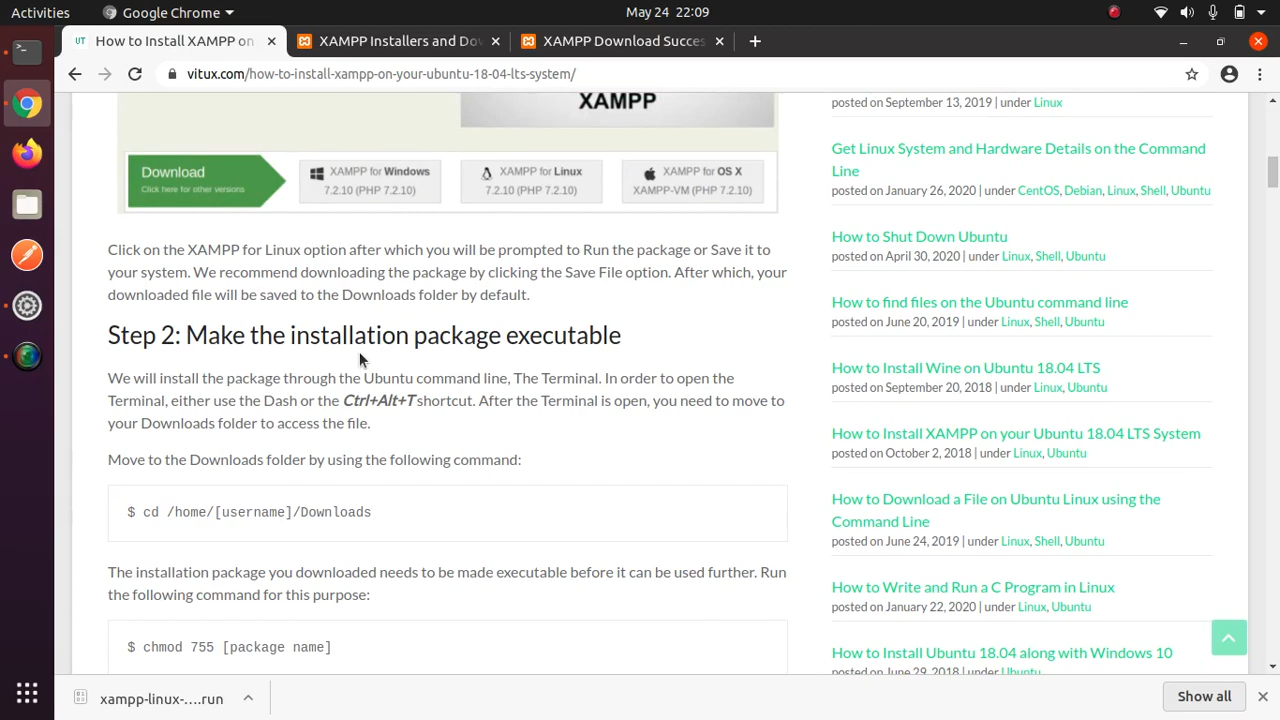 Activities
Google Chrome
May 24 22:09
UT
How to Install XAMPP on
XAMPP Installers and Dov
XAMPP Download Succes
vitux.com/how-to-install-xampp-on-your-ubuntu-18-04-lts-system/
XAMPP
Download
Click here for other versions
XAMPP for Windows
7.2.10 (PHP 7.2.10)
XAMPP for Linux
7.2.10 (PHP 7.2.10)
XAMPP for OS X
XAMPP-VM (PHP 7.2.10)
Click on the XAMPP for Linux option after which you will be prompted to Run the package or Save it to
your system. We recommend downloading the package by clicking the Save File option. After which, your
downloaded file will be saved to the Downloads folder by default.
Step 2: Make the installation package executable
We will install the package through the Ubuntu command line, The Terminal. In order to open the
Terminal, either use the Dash or the Ctrl+Alt+T shortcut. After the Terminal is open, you need to move to
your Downloads folder to access the file.
Move to the Downloads folder by using the following command:
$ cd /home/[username]/Downloads
The installation package you downloaded needs to be made executable before it can be used further. Run
the following command for this purpose:
$ chmod 755 [package name]
posted on September 13, 2019 | under Linux
Get Linux System and Hardware Details on the Command
Line
posted on January 26, 2020 | under CentOS, Debian, Linux, Shell, Ubuntu
How to Shut Down Ubuntu
posted on April 30, 2020 | under Linux, Shell, Ubuntu
How to find files on the Ubuntu command line
posted on June 20, 2019 | under Linux, Shell, Ubuntu
How to Install Wine on Ubuntu 18.04 LTS
posted on September 20, 2018 | under Linux, Ubuntu
How to Install XAMPP on your Ubuntu 18.04 LTS System
posted on October 2, 2018 | under Linux, Ubuntu
How to Download a File on Ubuntu Linux using the
Command Line
posted on June 24, 2019 | under Linux, Shell, Ubuntu
How to Write and Run a C Program in Linux
posted on January 22, 2020 | under Linux, Ubuntu
How to Install Ubuntu 18.04 along with Windows 10
posted on June 29, 2018 | under Ubuntu
xampp-linux-....run
Show all